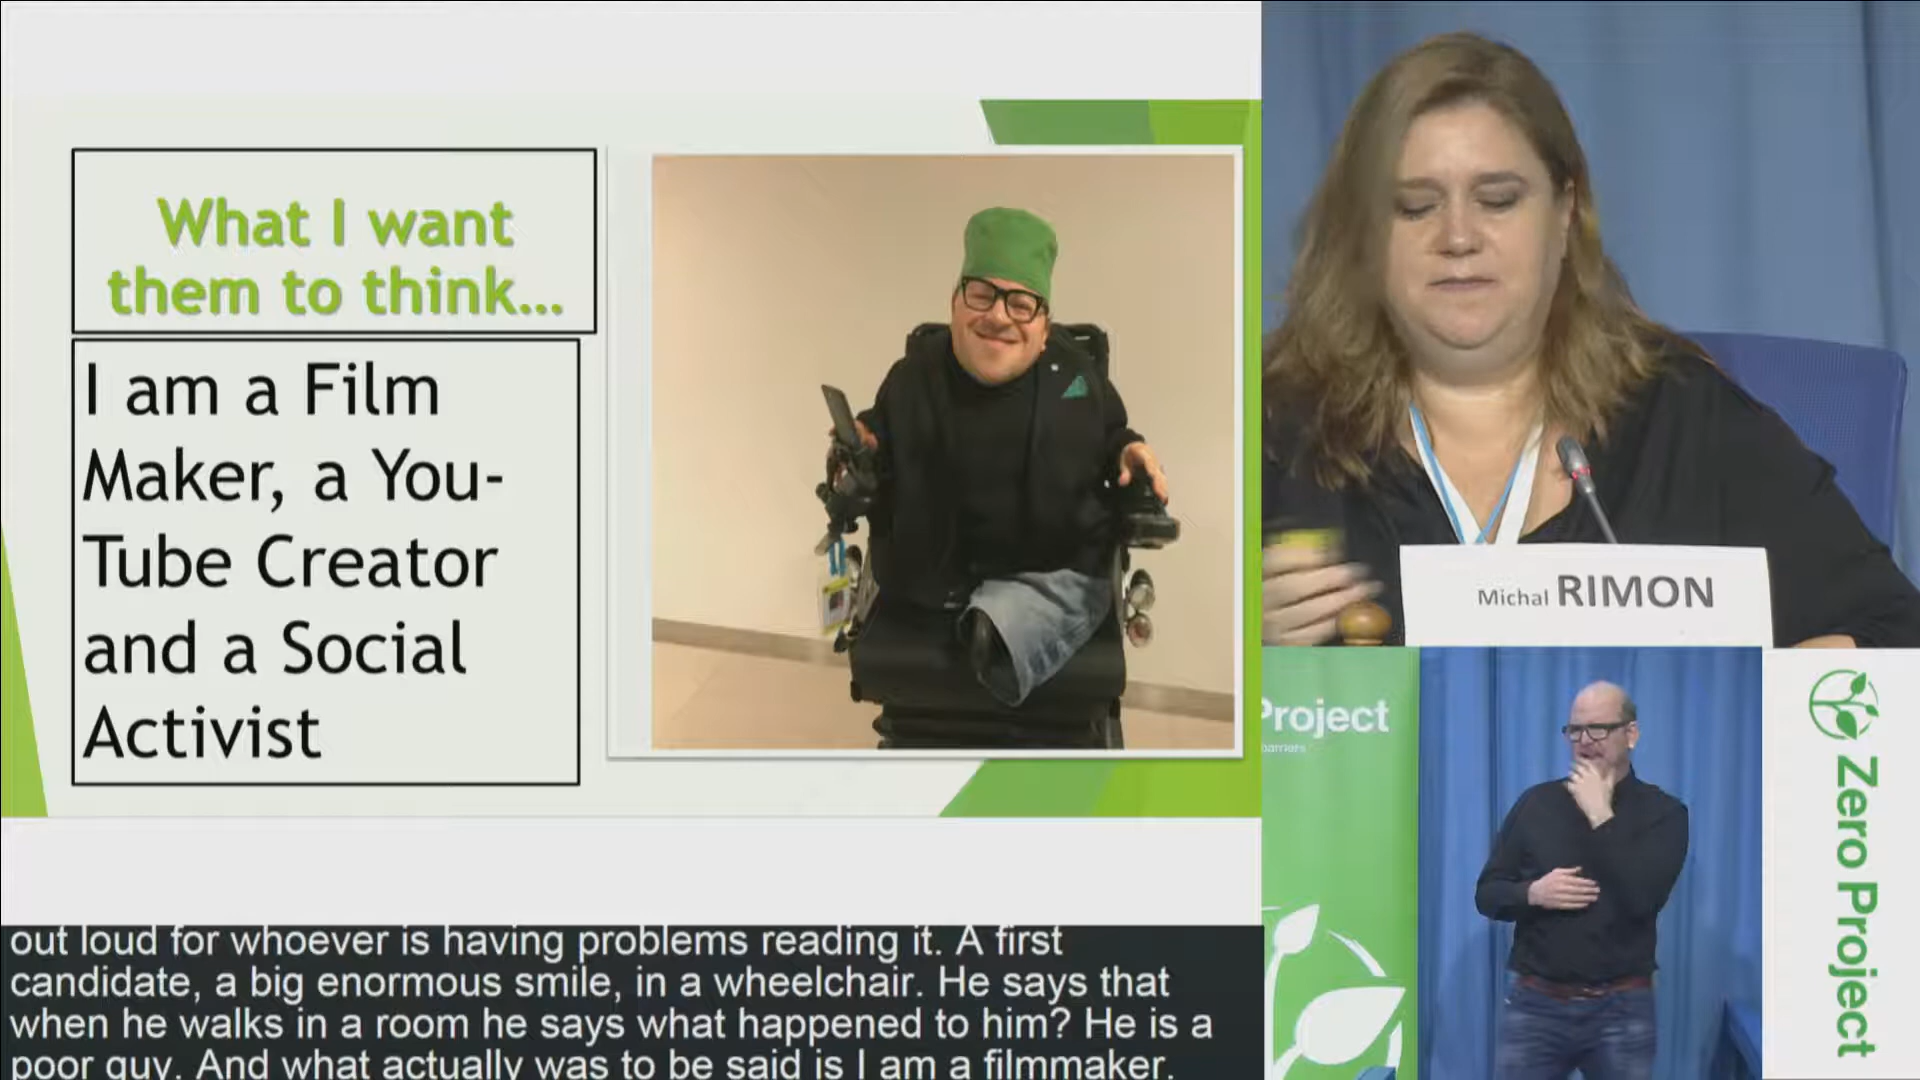 What I want
them to think...
I am a Film
Maker, a You-
Tube Creator
and a Social
Activist
Michal RIMON
Project
barriers
Zero Project
out loud for whoever is having problems reading it. A first
candidate, a big enormous smile, in a wheelchair. He says that
when he walks in a room he says what happened to him? He is a
poor guy. And what actually was to be said is I am a filmmaker.